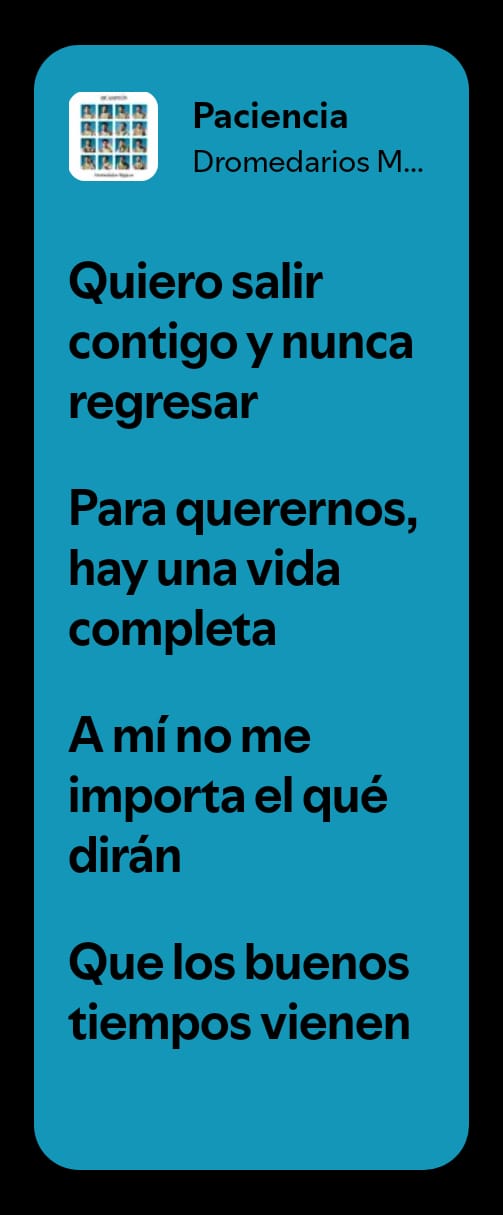 Paciencia
Dromedarios M...
Quiero salir
contigo y nunca
regresar
Para querernos,
hay una vida
completa
A mí no me
importa el qué
dirán
Que los buenos
tiempos vienen